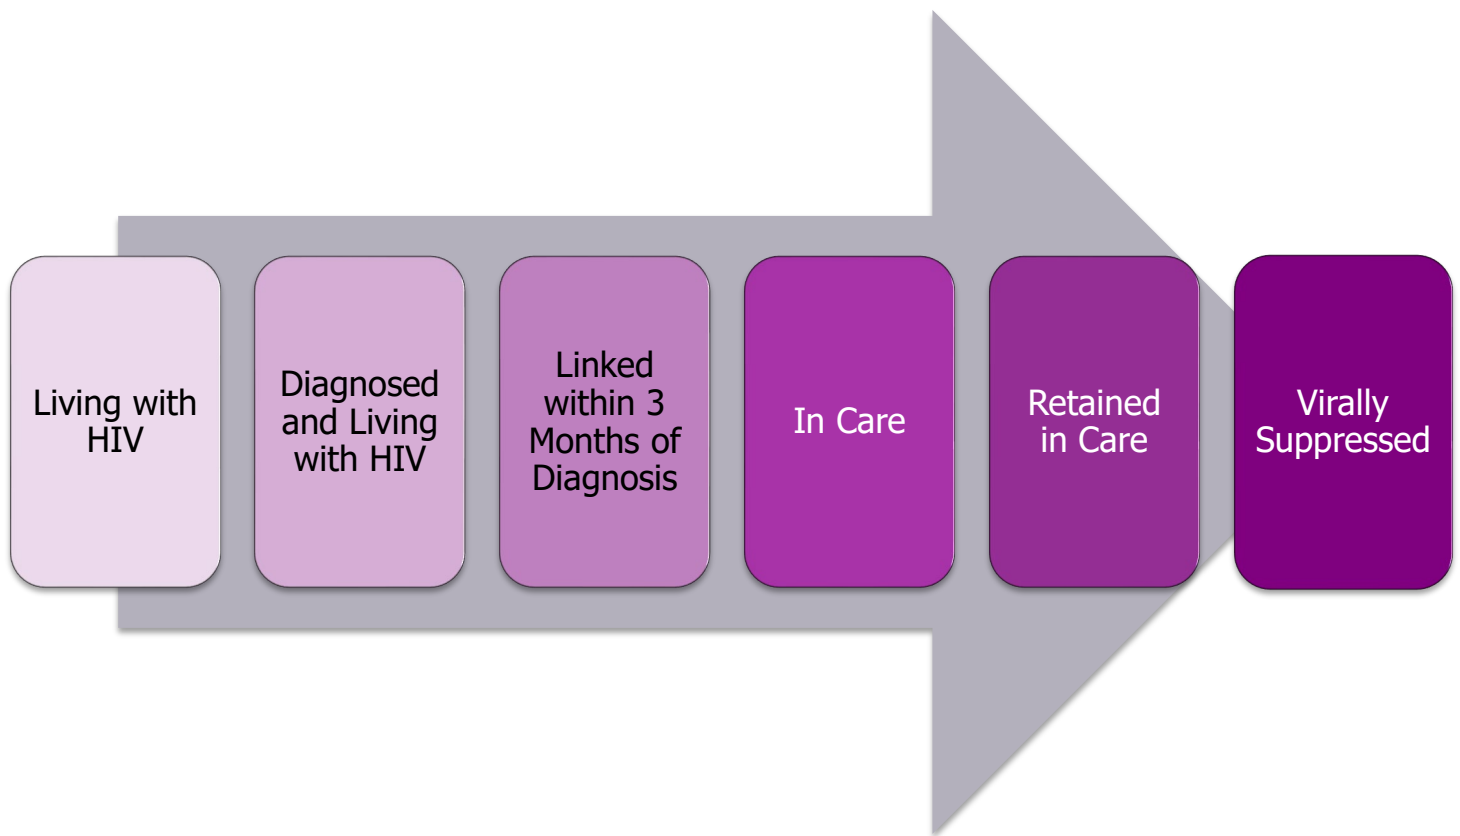 Living with
HIV
Diagnosed
and Living
with HIV
Linked
within 3
Months of
Diagnosis
In Care
Retained
in Care
Virally
Suppressed